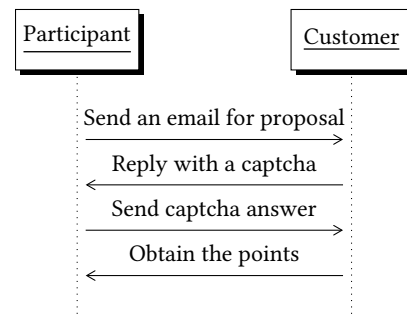 Participant
Customer
Send an email for proposal
Reply with a captcha
Send captcha answer
Obtain the points